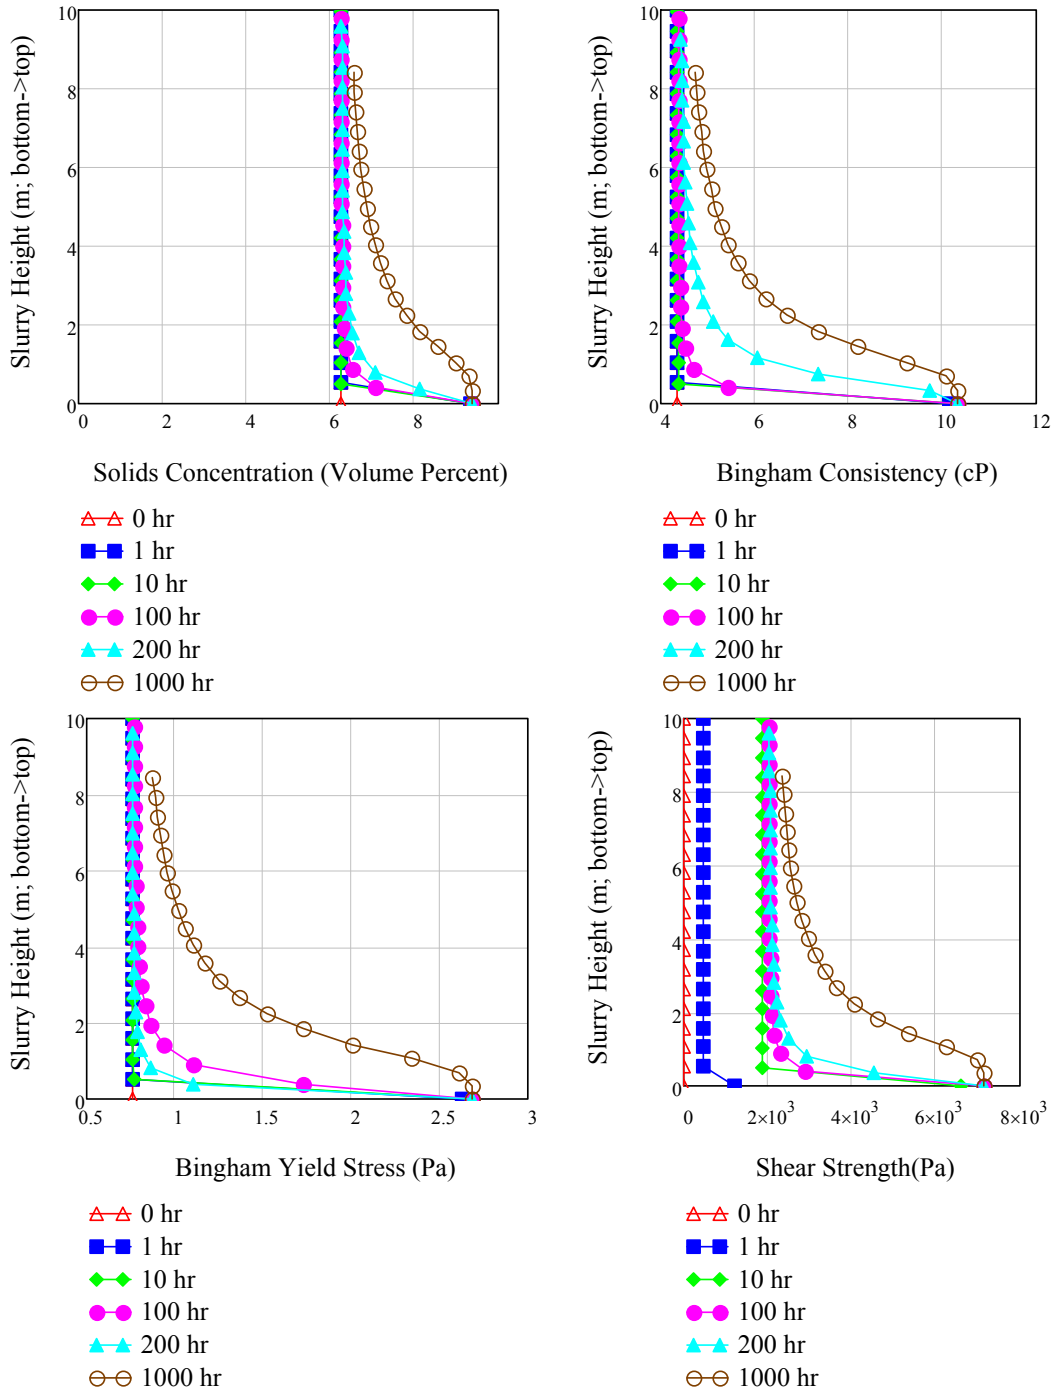 10
8
6
4
2
0
0 2 4 6 8
Slurry Height (m; bottom->top)
Solids Concentration (Volume Percent)
0 hr
1 hr
10 hr
100 hr
200 hr
1000 hr
10
8
6
4
2
0
4 6 8 10 12
Slurry Height (m; bottom->top)
Bingham Consistency (cP)
0 hr
1 hr
10 hr
100 hr
200 hr
1000 hr
10
8
6
4
2
0
0.5 1 1.5 2 2.5 3
Slurry Height (m; bottom->top)
Bingham Yield Stress (Pa)
0 hr
1 hr
10 hr
100 hr
200 hr
1000 hr
10
8
6
4
2
0
0 2×10³ 4×10³ 6×10³ 8×10³
Slurry Height (m; bottom->top)
Shear Strength(Pa)
0 hr
1 hr
10 hr
100 hr
200 hr
1000 hr